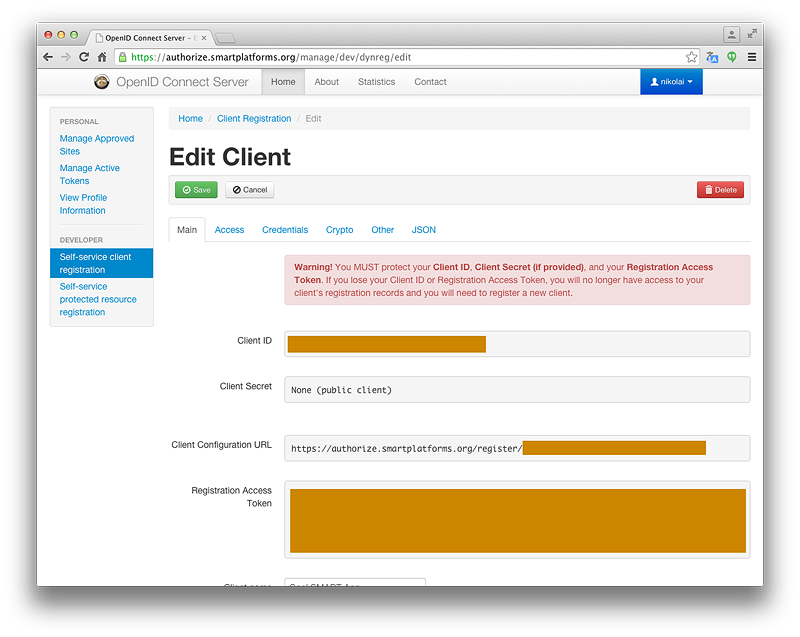 OpenID Connect Server –
https://authorize.smartplatforms.org/manage/dev/dynreg/edit
OpenID Connect Server
Home
About
Statistics
Contact
nikolai
PERSONAL
Manage Approved
Sites
Manage Active
Tokens
View Profile
Information
DEVELOPER
Self-service client
registration
Self-service
protected resource
registration
Home / Client Registration / Edit
Edit Client
Save
Cancel
Delete
Main
Access
Credentials
Crypto
Other
JSON
Warning! You MUST protect your Client ID, Client Secret (if provided), and your Registration Access
Token. If you lose your Client ID or Registration Access Token, you will no longer have access to your
client's registration records and you will need to register a new client.
Client ID
Client Secret
None (public client)
Client Configuration URL
https://authorize.smartplatforms.org/register/
Registration Access
Token
Client name
Cool SMART App